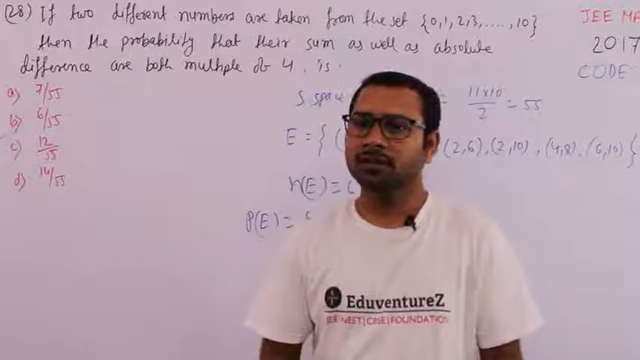 (28) If two different numbers are taken from the set {0,1,2,3,....,10}
then the probability that their sum as well as absolute
difference are both multiple of 4, is.
JEE MA
2017
CODE
a) 7/55
b) 6/55
c) 12/55
d) 14/55
S space = 11×10/2 = 55
E = { (2,6), (2,10), (4,8), (6,10) }
n(E) = 6
P(E) = 6
EduventureZ
NEET|CBSE|FOUNDATION